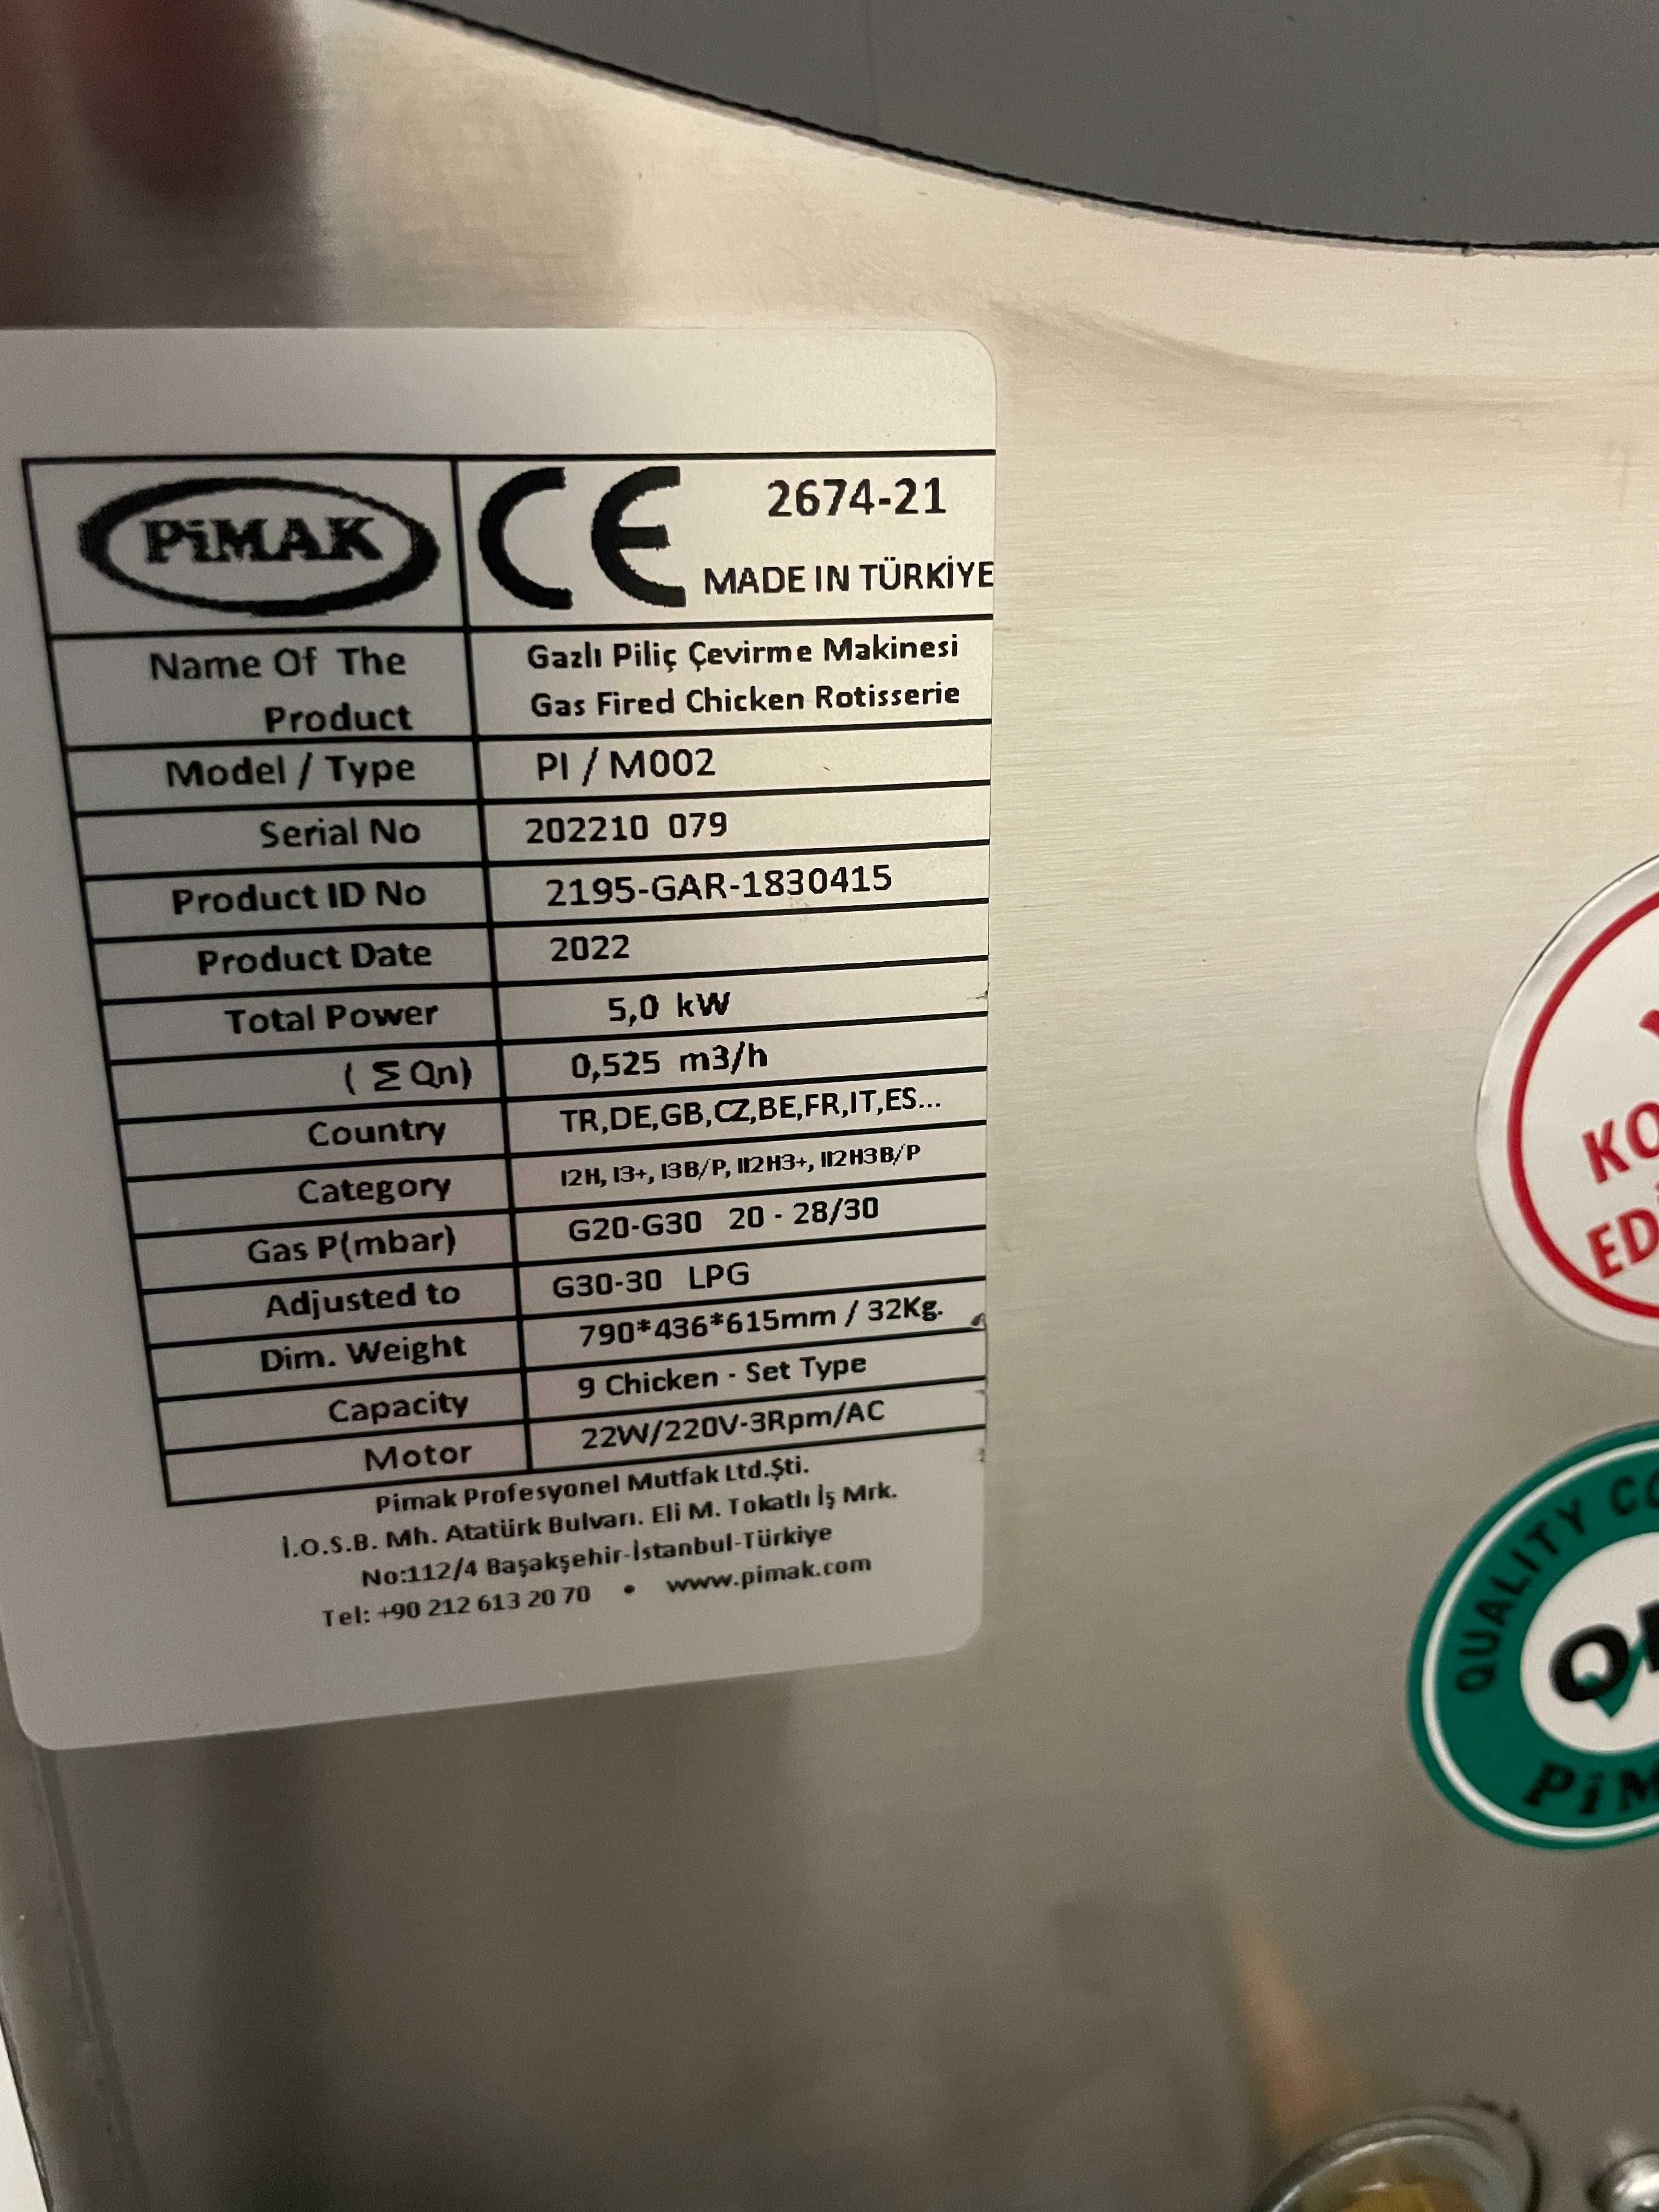 PiMAK
CE 2674-21
MADE IN TÜRKİYE
Name Of The Product Gazlı Piliç Çevirme Makinesi
Gas Fired Chicken Rotisserie
Model / Type PI / M002
Serial No 202210 079
Product ID No 2195-GAR-1830415
Product Date 2022
Total Power 5,0 kW
( Σ Qn) 0,525 m3/h
Country TR,DE,GB,CZ,BE,FR,IT,ES...
Category I2H, I3+, I3B/P, II2H3+, II2H3B/P
Gas P(mbar) G20-G30 20 - 28/30
Adjusted to G30-30 LPG
Dim. Weight 790*436*615mm / 32Kg.
Capacity 9 Chicken - Set Type
Motor 22W/220V-3Rpm/AC
Pimak Profesyonel Mutfak Ltd.Şti.
İ.O.S.B. Mh. Atatürk Bulvarı. Eli M. Tokatlı İş Mrk.
No:112/4 Başakşehir-İstanbul-Türkiye
Tel: +90 212 613 20 70 • www.pimak.com
QUALITY